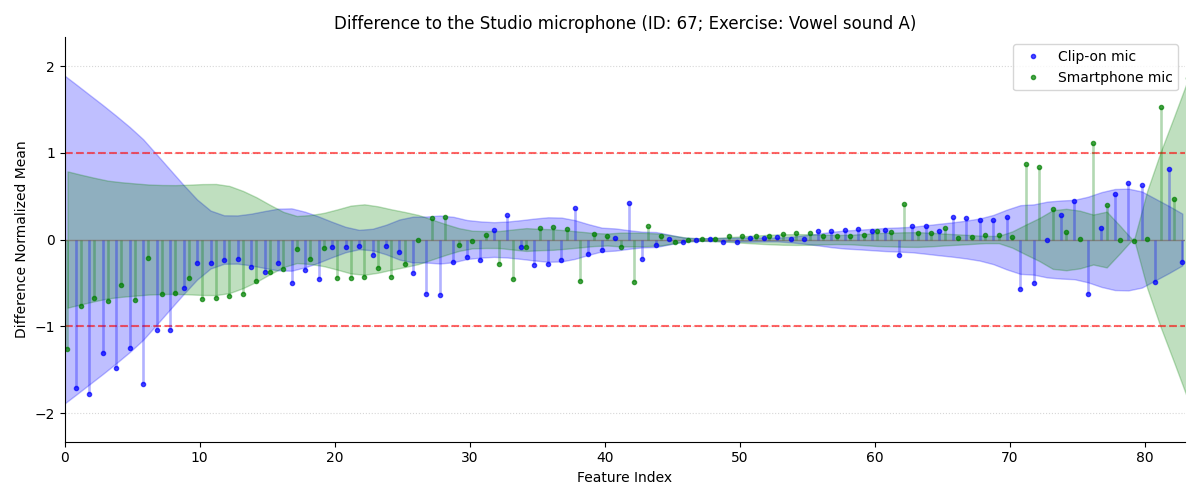 Difference to the Studio microphone (ID: 67; Exercise: Vowel sound A)
Clip-on mic
Smartphone mic
Difference Normalized Mean
2
1
0
−1
−2
0 10 20 30 40 50 60 70 80
Feature Index